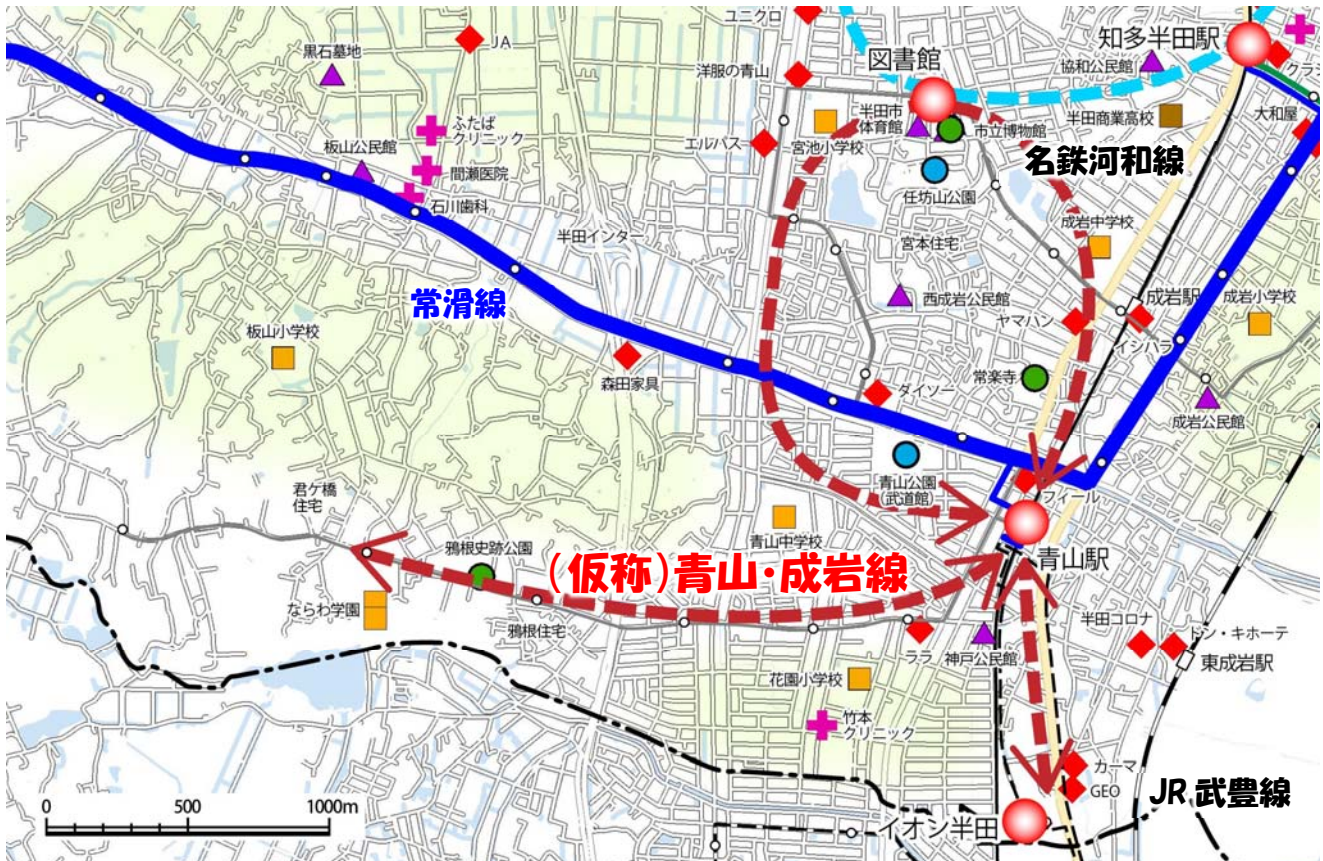 ユニクロ
知多半田駅
JA
黒石墓地
図書館
協和公民館
クラシ
洋服の青山
半田市
体育館
市立博物館
半田商業高校
大和屋
ふたば
クリニック
エルパス
宮池小学校
名鉄河和線
板山公民館
間瀬医院
任坊山公園
石川歯科
成岩中学校
半田インター
宮本住宅
常滑線
西成岩公民館
成岩駅
成岩小学校
板山小学校
ヤマハン
イシハラ
森田家具
常楽寺
ダイソー
成岩公民館
青山公園
(武道館)
君ケ橋
住宅
フィール
青山中学校
鴉根史跡公園
青山駅
(仮称)青山・成岩線
ならわ学園
鴉根住宅
半田コロナ
ドン・キホーテ
ララ
神戸公民館
東成岩駅
花園小学校
竹本
クリニック
カーマ
GEO
JR武豊線
0 500 1000m
イオン半田